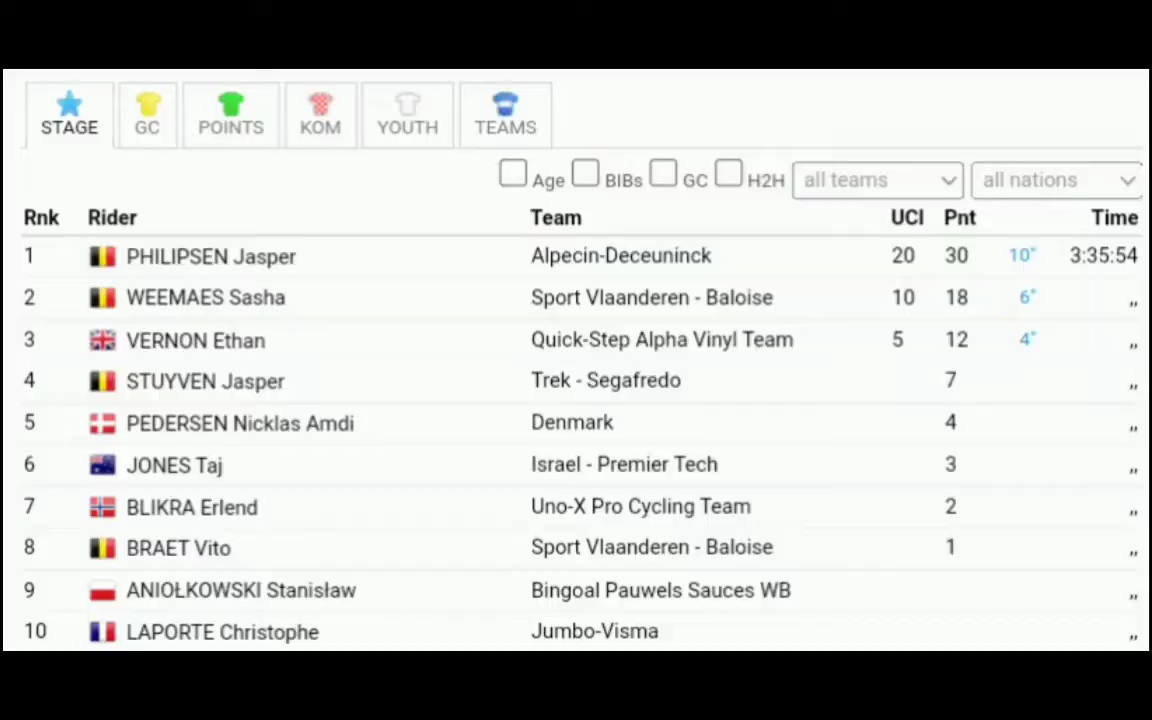 STAGE GC POINTS KOM YOUTH TEAMS
Age BIBs GC H2H all teams all nations
Rnk Rider Team UCI Pnt Time
1 PHILIPSEN Jasper Alpecin-Deceuninck 20 30 10" 3:35:54
2 WEEMAES Sasha Sport Vlaanderen - Baloise 10 18 6" ,,
3 VERNON Ethan Quick-Step Alpha Vinyl Team 5 12 4" ,,
4 STUYVEN Jasper Trek - Segafredo 7 ,,
5 PEDERSEN Nicklas Amdi Denmark 4 ,,
6 JONES Taj Israel - Premier Tech 3 ,,
7 BLIKRA Erlend Uno-X Pro Cycling Team 2 ,,
8 BRAET Vito Sport Vlaanderen - Baloise 1 ,,
9 ANIOŁKOWSKI Stanisław Bingoal Pauwels Sauces WB ,,
10 LAPORTE Christophe Jumbo-Visma ,,